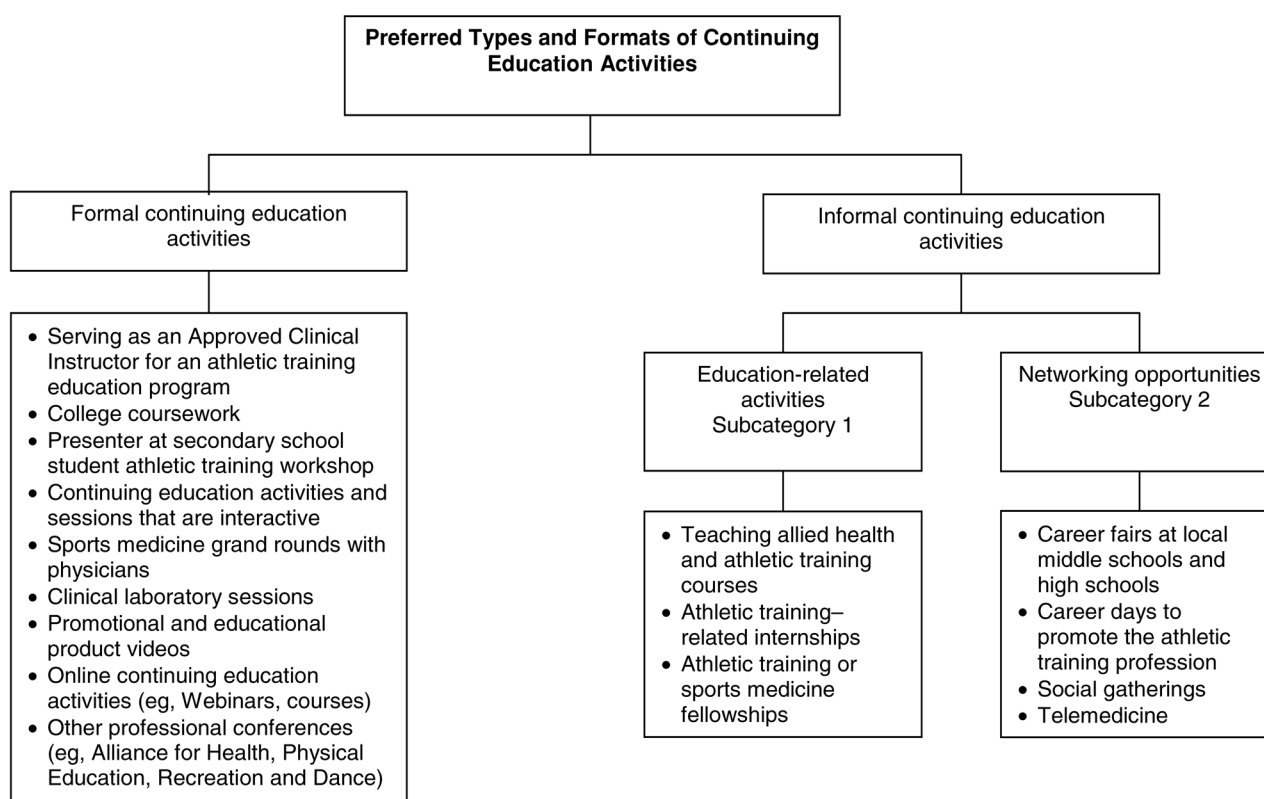 Preferred Types and Formats of Continuing
Education Activities
Formal continuing education
activities
Informal continuing education
activities
• Serving as an Approved Clinical
Instructor for an athletic training
education program
• College coursework
• Presenter at secondary school
student athletic training workshop
• Continuing education activities and
sessions that are interactive
• Sports medicine grand rounds with
physicians
• Clinical laboratory sessions
• Promotional and educational
product videos
• Online continuing education
activities (eg, Webinars, courses)
• Other professional conferences
(eg, Alliance for Health, Physical
Education, Recreation and Dance)
Education-related
activities
Subcategory 1
Networking opportunities
Subcategory 2
• Teaching allied health
and athletic training
courses
• Athletic training–
related internships
• Athletic training or
sports medicine
fellowships
• Career fairs at local
middle schools and
high schools
• Career days to
promote the athletic
training profession
• Social gatherings
• Telemedicine